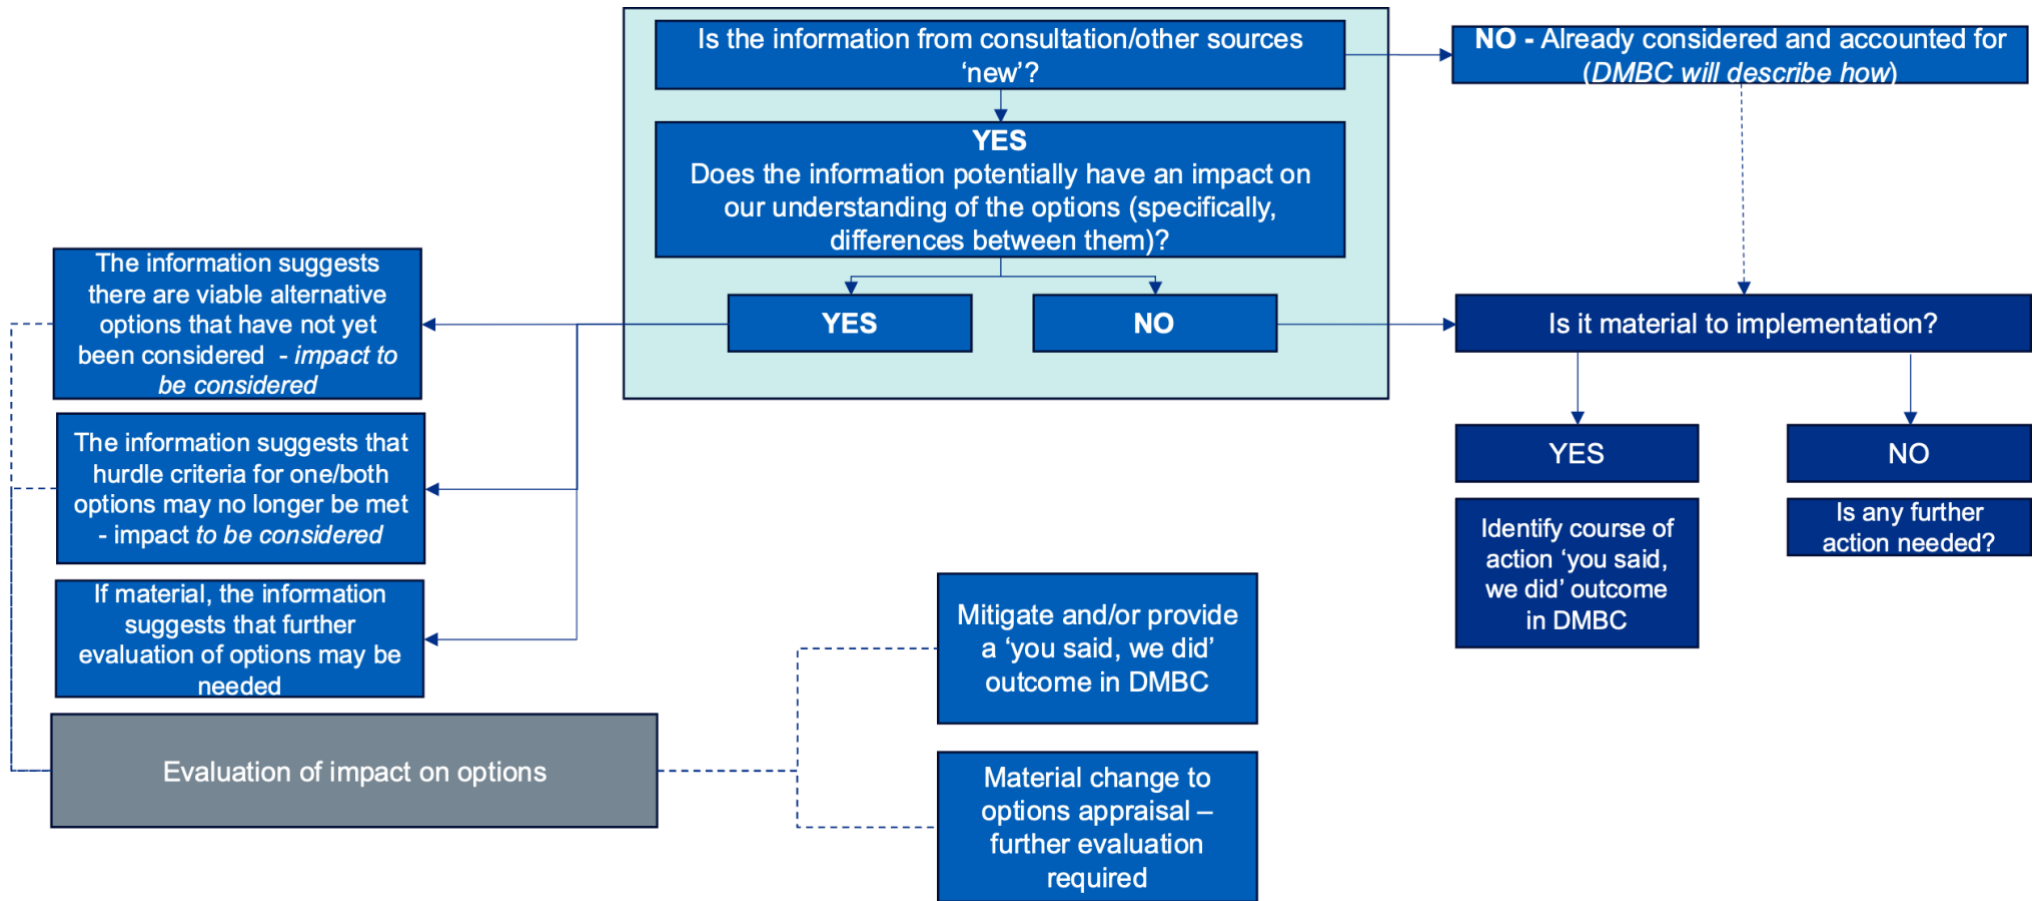 Is the information from consultation/other sources
‘new’?
NO - Already considered and accounted for
(DMBC will describe how)
YES
Does the information potentially have an impact on
our understanding of the options (specifically,
differences between them)?
YES
NO
Is it material to implementation?
The information suggests
there are viable alternative
options that have not yet
been considered - impact to
be considered
The information suggests that
hurdle criteria for one/both
options may no longer be met
- impact to be considered
If material, the information
suggests that further
evaluation of options may be
needed
YES
NO
Identify course of
action ‘you said,
we did’ outcome
in DMBC
Is any further
action needed?
Evaluation of impact on options
Mitigate and/or provide
a ‘you said, we did’
outcome in DMBC
Material change to
options appraisal –
further evaluation
required